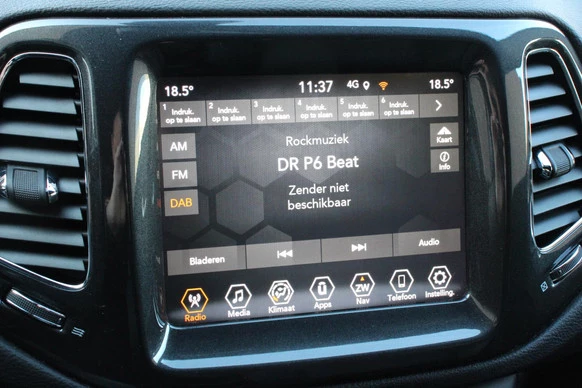 18.5° 11:37 4G 18.5°
1 2 3 4 5 6
Indruk. Indruk. Indruk. Indruk. Indruk. Indruk.
op te slaan op te slaan op te slaan op te slaan op te slaan op te slaan
AM
FM
DAB
Rockmuziek
DR P6 Beat
Zender niet
beschikbaar
Kaart
Info
Bladeren
Audio
Radio
Media
Klimaat
Apps
ZW
Nav
Telefoon
Instelling.